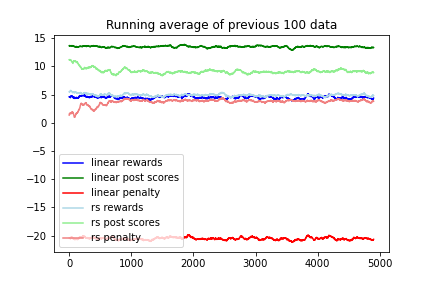 Running average of previous 100 data
15
10
5
0
−5
−10
−15
−20
linear rewards
linear post scores
linear penalty
rs rewards
rs post scores
rs penalty
0
1000
2000
3000
4000
5000